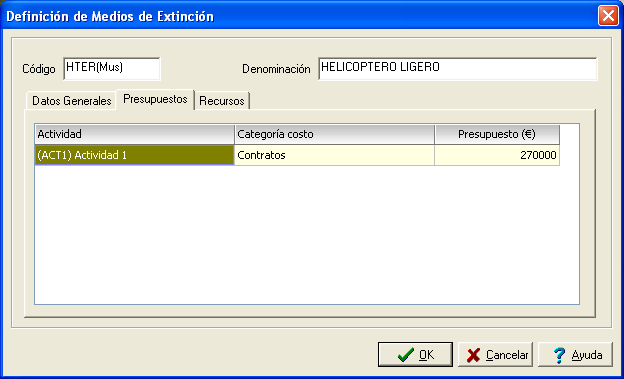 Definición de Medios de Extinción
Código HTER(Mus) Denominación HELICOPTERO LIGERO
Datos Generales Presupuestos Recursos
Actividad Categoría costo Presupuesto (€)
(ACT1) Actividad 1 Contratos 270000
OK Cancelar Ayuda